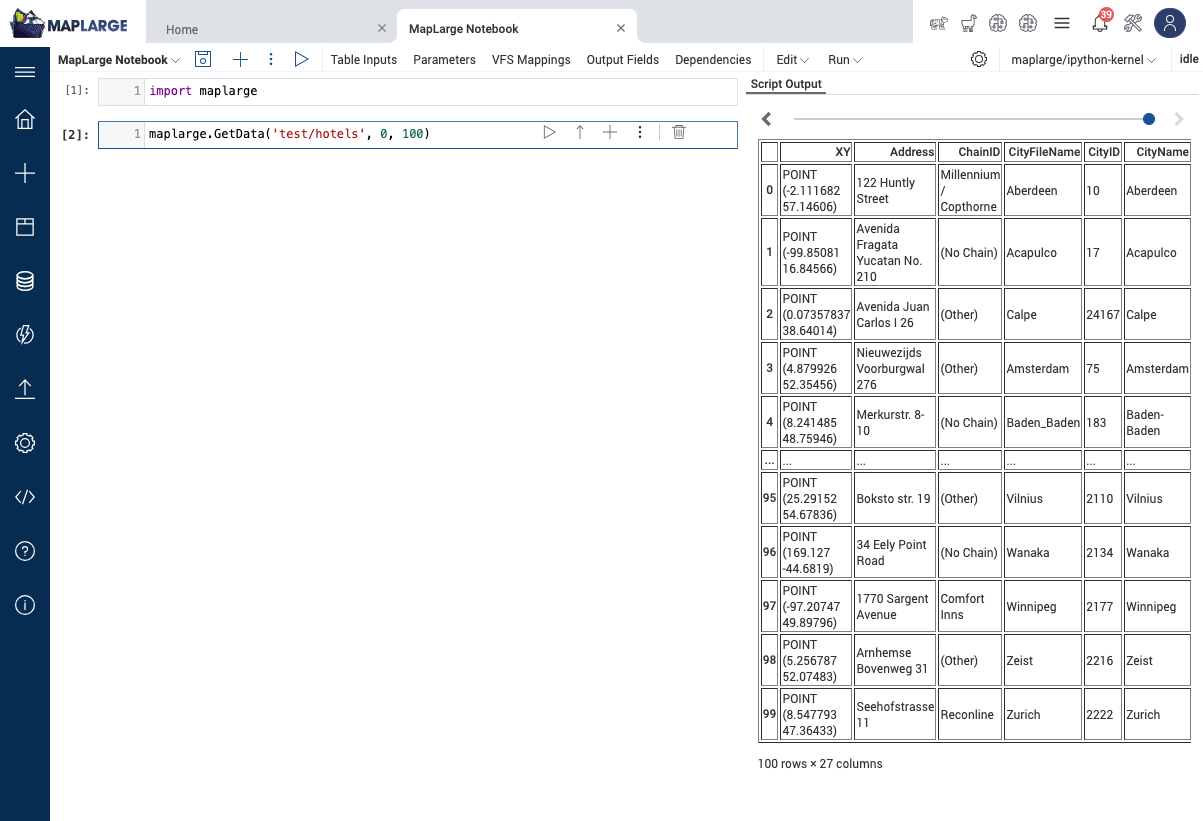 MAPLARGE
Home
MapLarge Notebook
39
MapLarge Notebook
Table Inputs Parameters VFS Mappings Output Fields Dependencies Edit Run maplarge/ipython-kernel idle
[1]: 1 import maplarge
[2]: 1 maplarge.GetData('test/hotels', 0, 100)
Script Output
XY Address ChainID CityFileName CityID CityName
0 POINT (-2.111682 57.14606) 122 Huntly Street Millennium / Copthorne Aberdeen 10 Aberdeen
1 POINT (-99.85081 16.84566) Avenida Fragata Yucatan No. 210 (No Chain) Acapulco 17 Acapulco
2 POINT (0.07357837 38.64014) Avenida Juan Carlos I 26 (Other) Calpe 24167 Calpe
3 POINT (4.879926 52.35456) Nieuwezijds Voorburgwal 276 (Other) Amsterdam 75 Amsterdam
4 POINT (8.241485 48.75946) Merkurstr. 8-10 (No Chain) Baden_Baden 183 Baden-Baden
... ... ... ... ... ... ...
95 POINT (25.29152 54.67836) Boksto str. 19 (Other) Vilnius 2110 Vilnius
96 POINT (169.127 -44.6819) 34 Eely Point Road (No Chain) Wanaka 2134 Wanaka
97 POINT (-97.20747 49.89796) 1770 Sargent Avenue Comfort Inns Winnipeg 2177 Winnipeg
98 POINT (5.256787 52.07483) Arnhemse Bovenweg 31 (Other) Zeist 2216 Zeist
99 POINT (8.547793 47.36433) Seehofstrasse 11 Reconline Zurich 2222 Zurich
100 rows × 27 columns